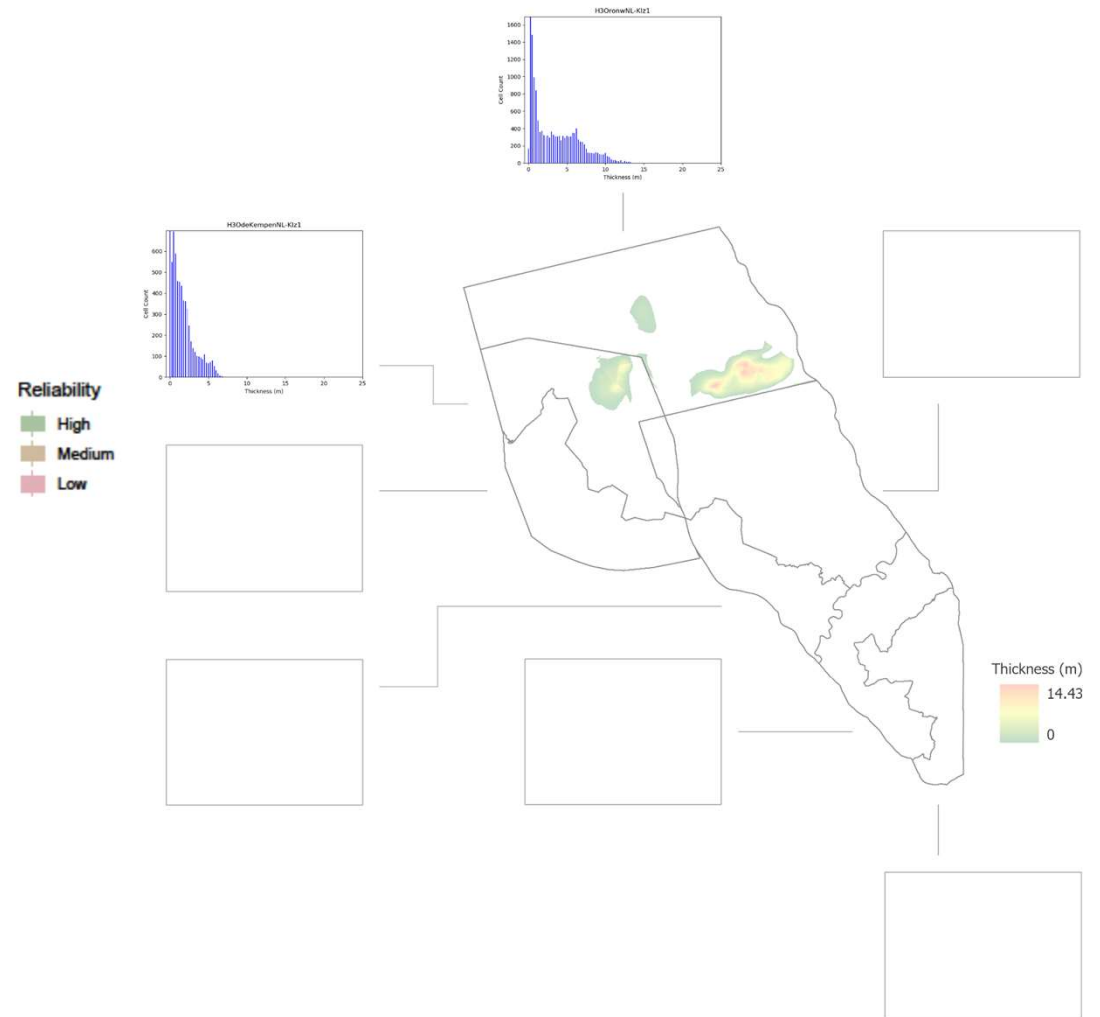 H3OronwNL-Klz1
1600
1400
1200
1000
800
600
400
200
0
Cell Count
0 5 10 15 20 25
Thickness (m)
H3OdeKempenNL-Klz1
600
500
400
300
200
100
0
Cell Count
0 5 10 15 20 25
Thickness (m)
Reliability
High
Medium
Low
Thickness (m)
14.43
0